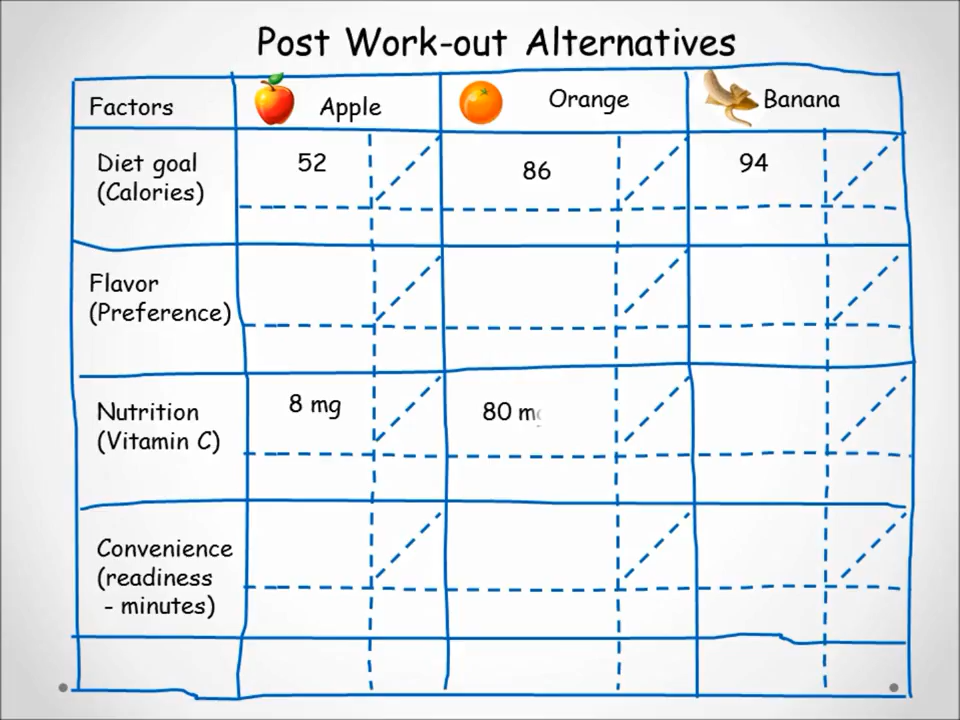 Post Work-out Alternatives
Factors
Apple
Orange
Banana
Diet goal
(Calories)
52
86
94
Flavor
(Preference)
Nutrition
(Vitamin C)
8 mg
80 mg
Convenience
(readiness
- minutes)